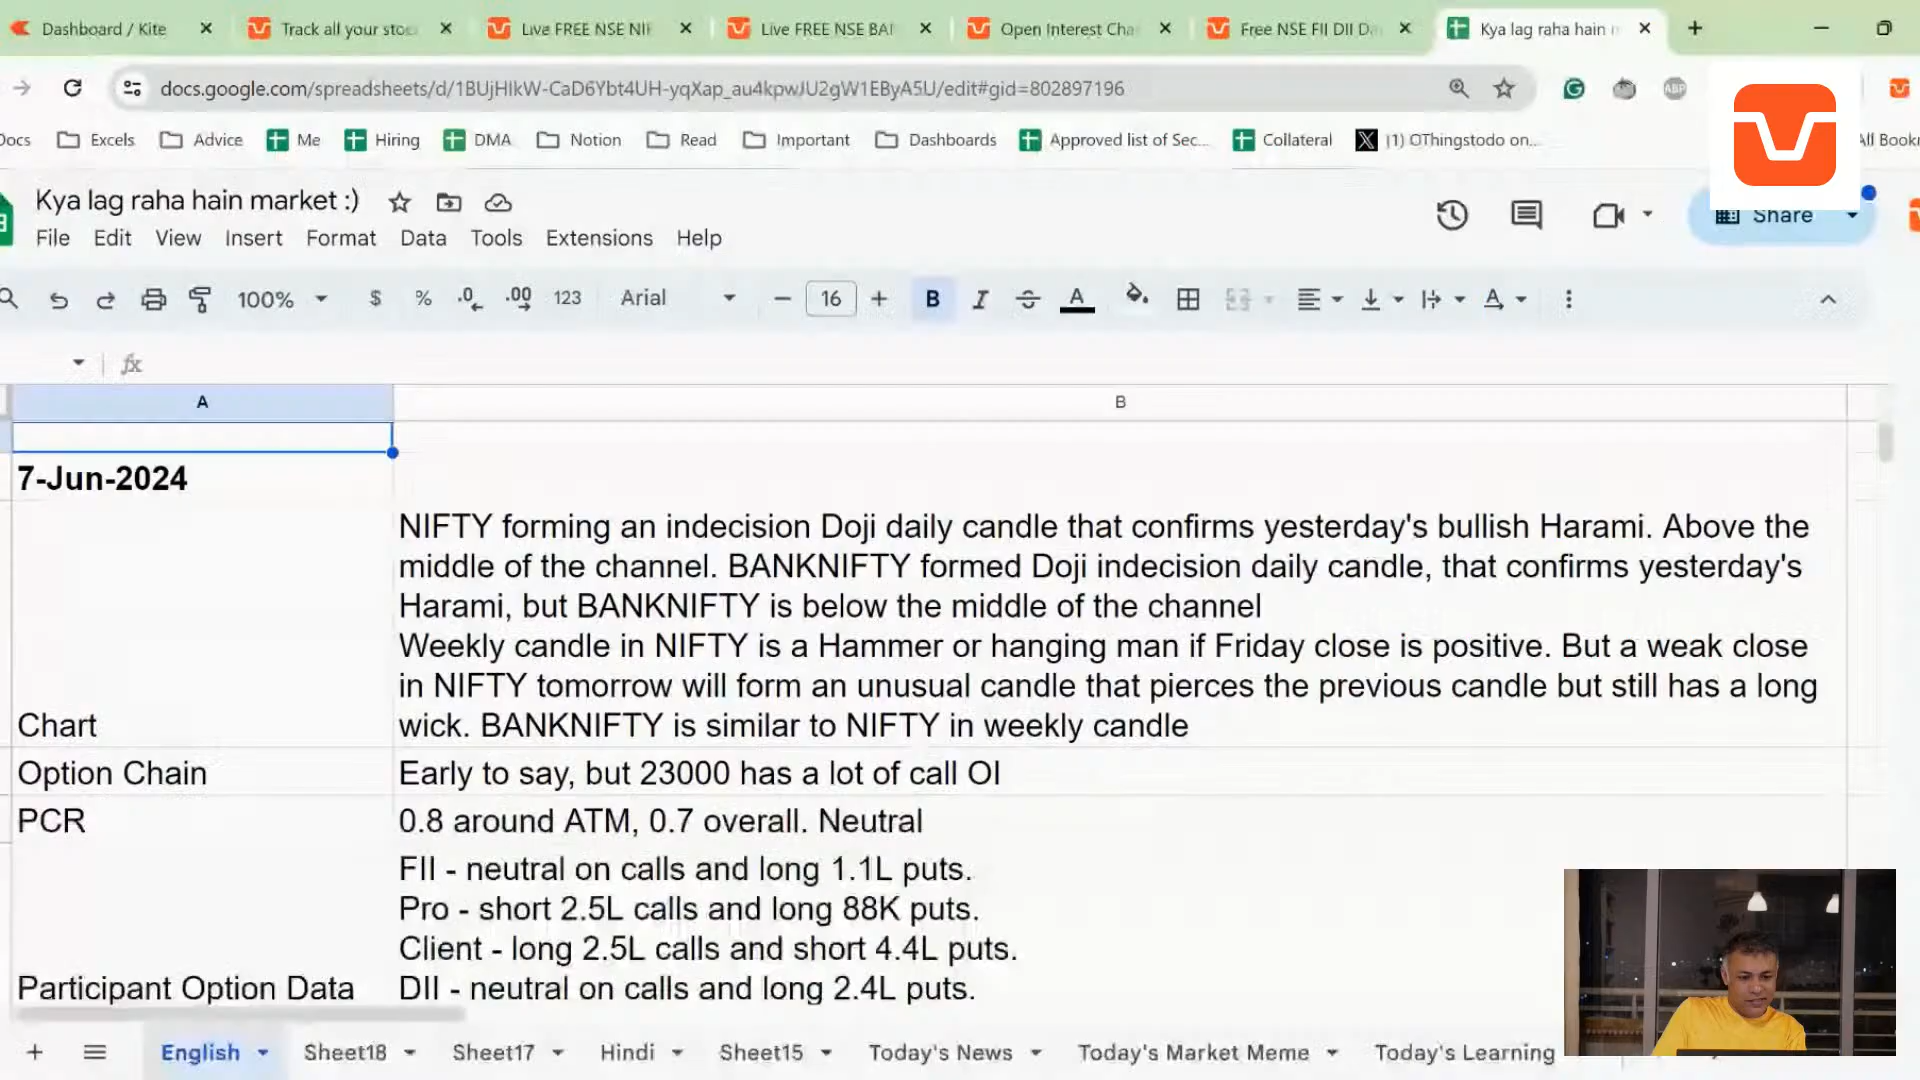 Dashboard / Kite
Track all your stoc
Live FREE NSE NIF
Live FREE NSE BAN
Open Interest Cha
Free NSE FII DII Da
Kya lag raha hain m
docs.google.com/spreadsheets/d/1BUjHlkW-CaD6Ybt4UH-yqXap_au4kpwJU2gW1EByA5U/edit#gid=802897196
ABP
Docs
Excels
Advice
Me
Hiring
DMA
Notion
Read
Important
Dashboards
Approved list of Sec...
Collateral
(1) OThingstodo on...
All Book
Kya lag raha hain market :)
Share
File Edit View Insert Format Data Tools Extensions Help
100% $ % .0 .00 123 Arial 16 B I A A
fx
A B
7-Jun-2024
NIFTY forming an indecision Doji daily candle that confirms yesterday's bullish Harami. Above the
middle of the channel. BANKNIFTY formed Doji indecision daily candle, that confirms yesterday's
Harami, but BANKNIFTY is below the middle of the channel
Weekly candle in NIFTY is a Hammer or hanging man if Friday close is positive. But a weak close
in NIFTY tomorrow will form an unusual candle that pierces the previous candle but still has a long
Chart wick. BANKNIFTY is similar to NIFTY in weekly candle
Option Chain Early to say, but 23000 has a lot of call OI
PCR 0.8 around ATM, 0.7 overall. Neutral
FII - neutral on calls and long 1.1L puts.
Pro - short 2.5L calls and long 88K puts.
Client - long 2.5L calls and short 4.4L puts.
Participant Option Data DII - neutral on calls and long 2.4L puts.
English Sheet18 Sheet17 Hindi Sheet15 Today's News Today's Market Meme Today's Learning